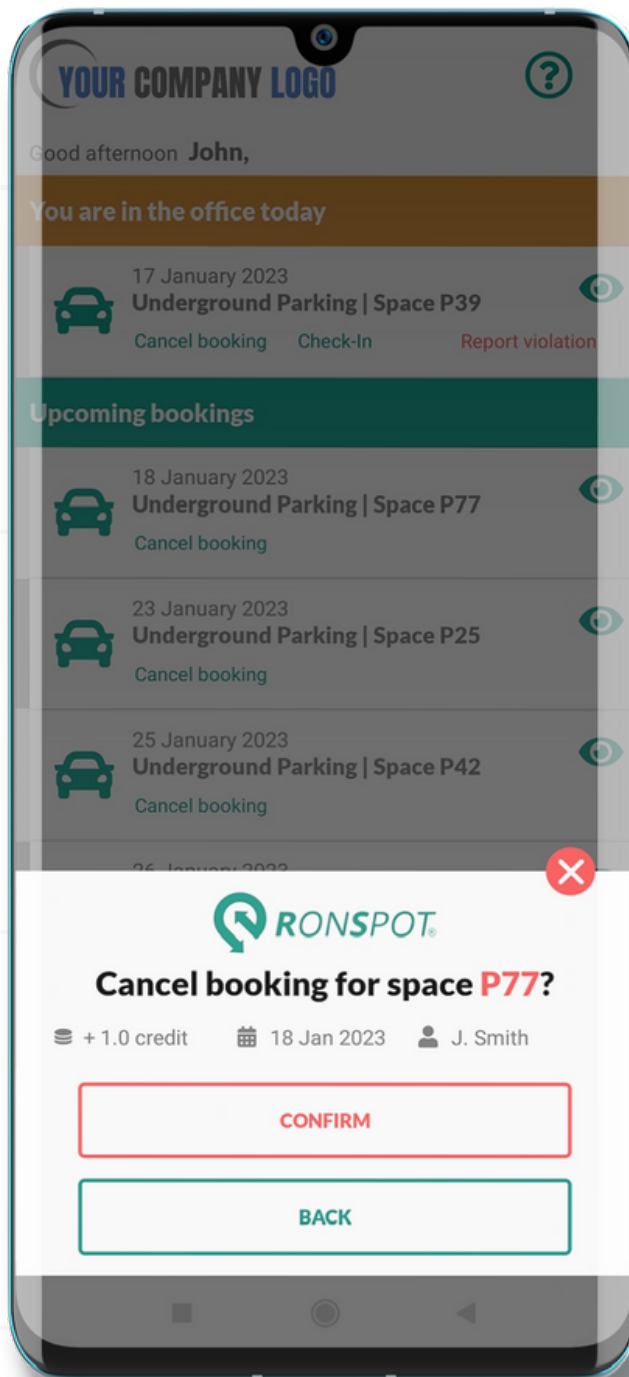 YOUR COMPANY LOGO
Good afternoon John,
You are in the office today
17 January 2023
Underground Parking | Space P39
Cancel booking Check-In Report violation
Upcoming bookings
18 January 2023
Underground Parking | Space P77
Cancel booking
23 January 2023
Underground Parking | Space P25
Cancel booking
25 January 2023
Underground Parking | Space P42
Cancel booking
26 January 2023
RONSPOT®
Cancel booking for space P77?
+ 1.0 credit 18 Jan 2023 J. Smith
CONFIRM
BACK